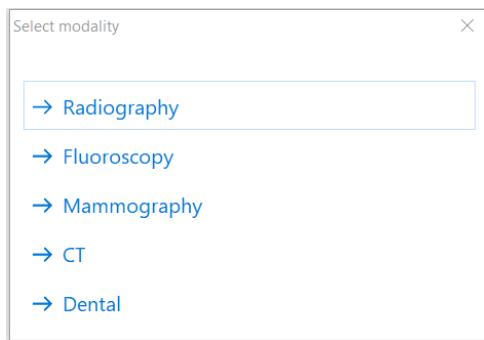 Select modality
Radiography
Fluoroscopy
Mammography
CT
Dental